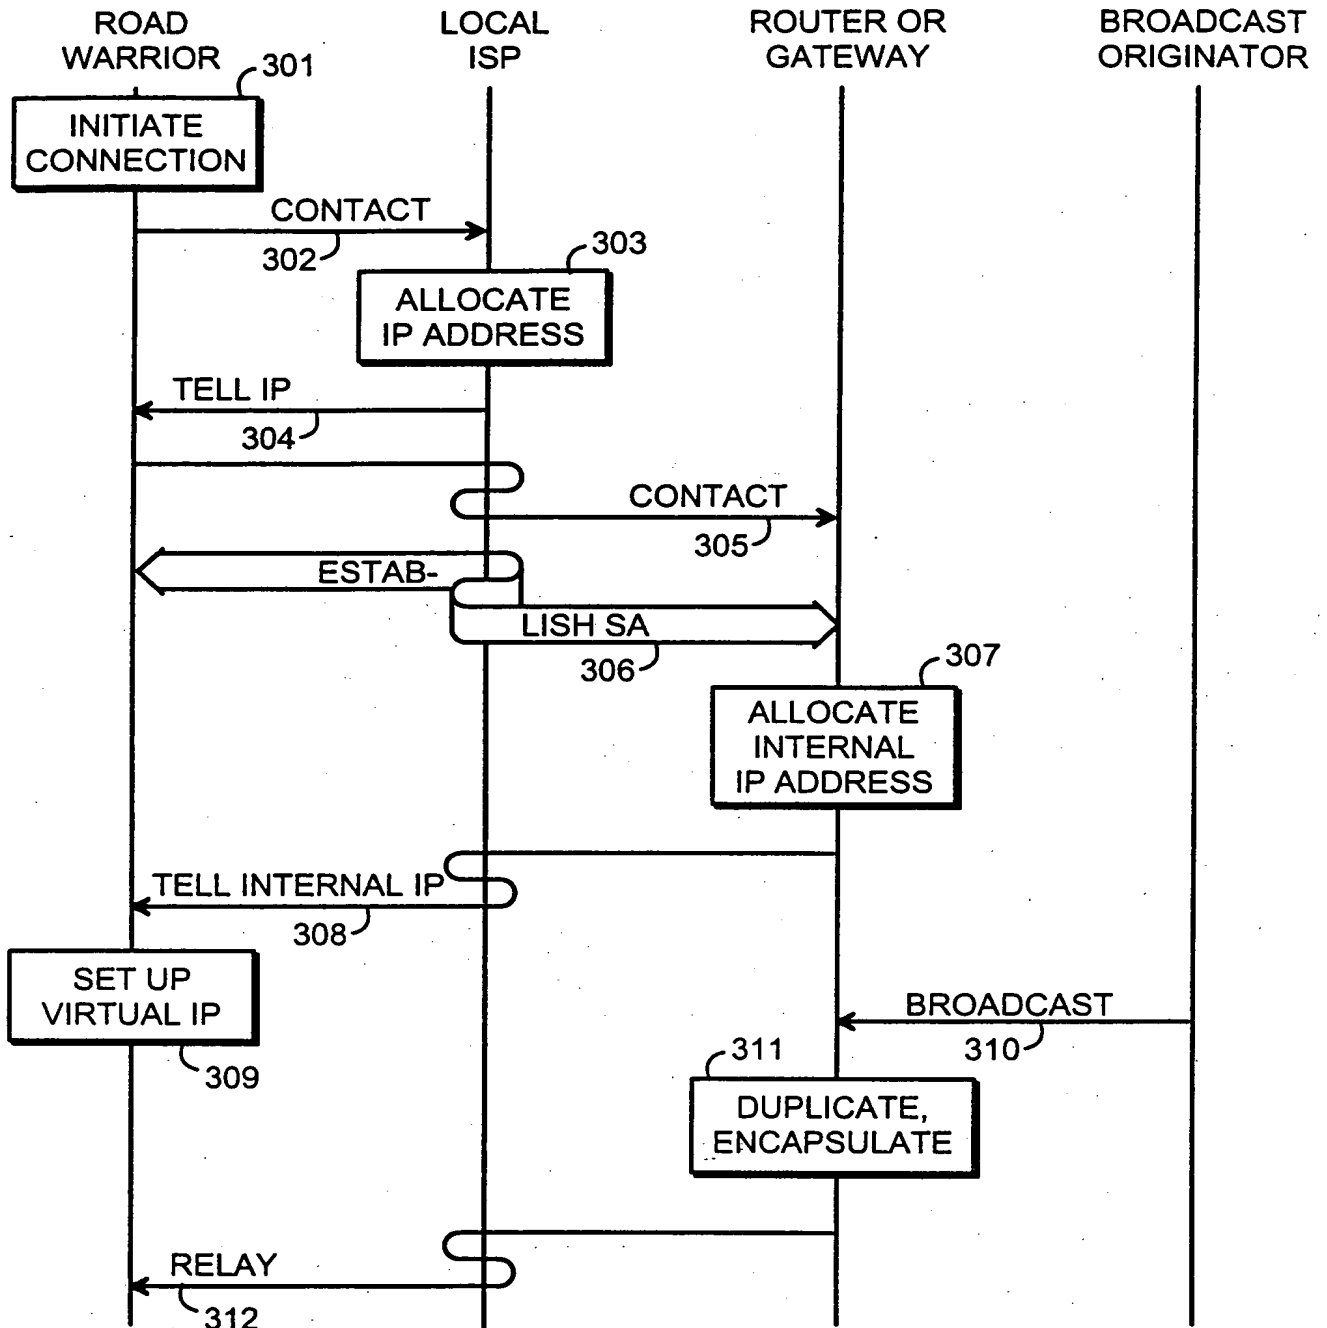 ROAD
WARRIOR
LOCAL
ISP
ROUTER OR
GATEWAY
BROADCAST
ORIGINATOR
301
INITIATE
CONNECTION
CONTACT
302
303
ALLOCATE
IP ADDRESS
TELL IP
304
CONTACT
305
ESTAB-
LISH SA
306
307
ALLOCATE
INTERNAL
IP ADDRESS
TELL INTERNAL IP
308
SET UP
VIRTUAL IP
309
BROADCAST
310
311
DUPLICATE,
ENCAPSULATE
RELAY
312